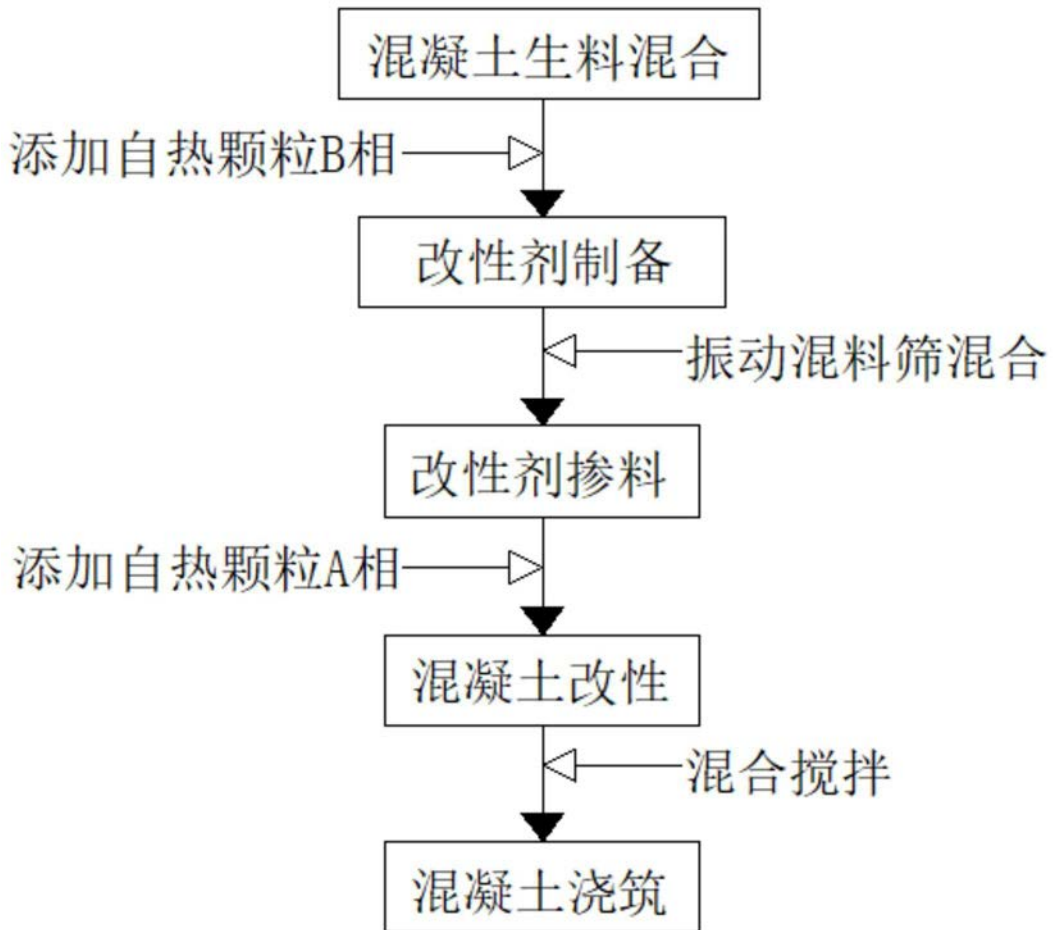 混凝土生料混合
添加自热颗粒B相
改性剂制备
振动混料筛混合
改性剂掺料
添加自热颗粒A相
混凝土改性
混合搅拌
混凝土浇筑